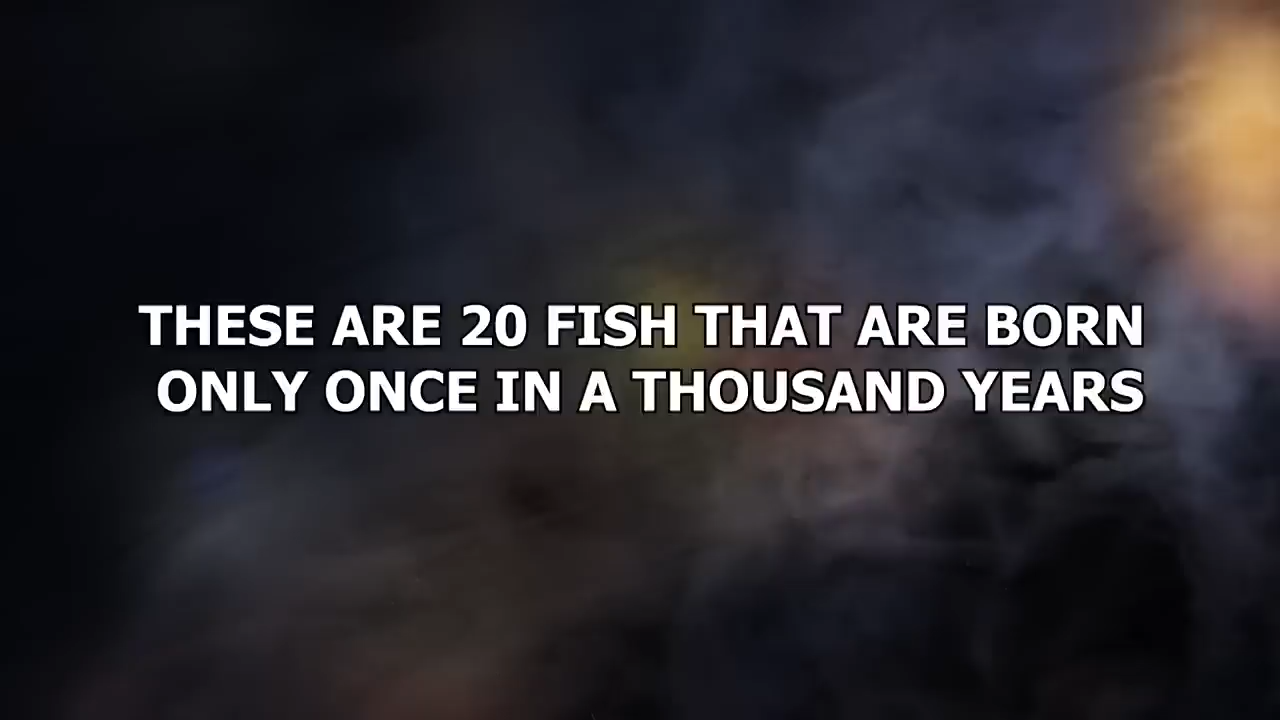 THESE ARE 20 FISH THAT ARE BORN
ONLY ONCE IN A THOUSAND YEARS